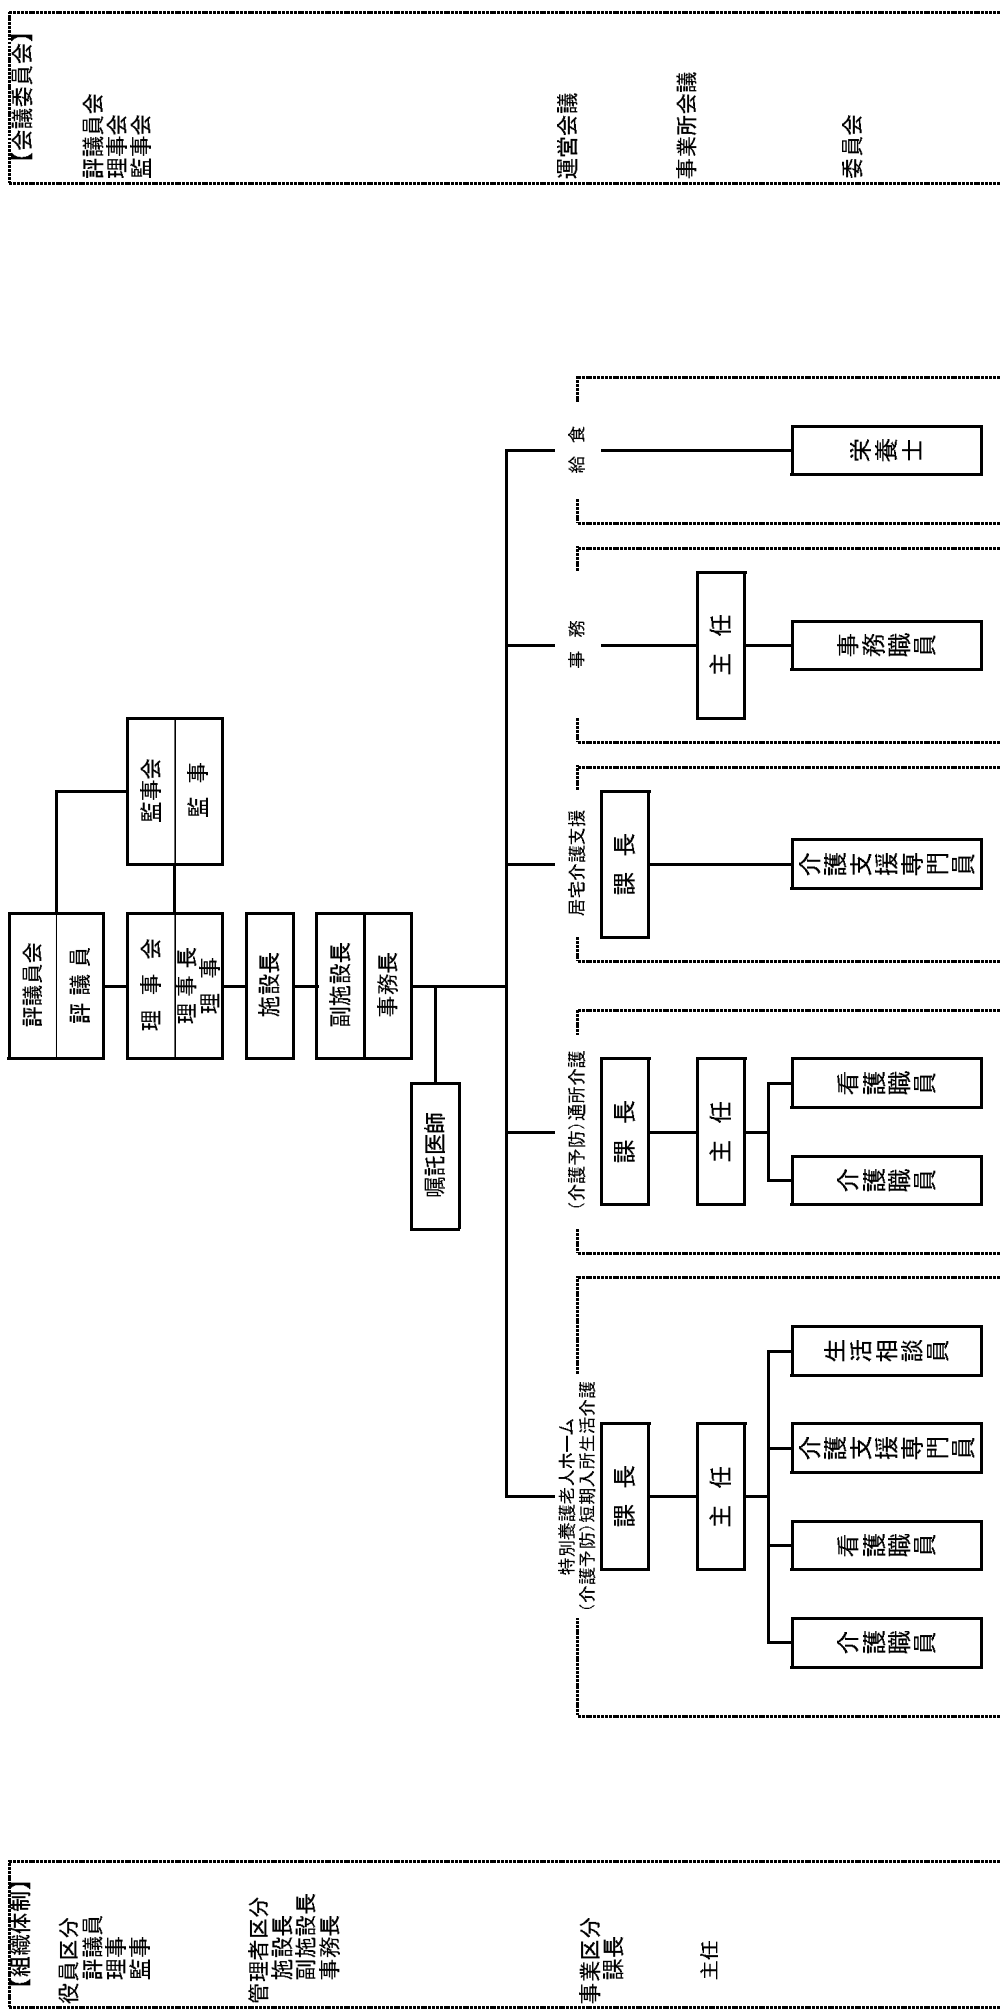 【組織体制】
役員区分
評議員
理事
監事
管理者区分
施設長
副施設長
事務長
事業区分
課長
主任
評議員会
評議員
監事会
監事
理事会
理事長
理事
施設長
副施設長
事務長
嘱託医師
特別養護老人ホーム
（介護予防）短期入所生活介護
課長
主任
介護職員
看護職員
介護支援専門員
生活相談員
（介護予防）通所介護
課長
主任
介護職員
看護職員
居宅介護支援
課長
介護支援専門員
事務
主任
事務職員
給食
栄養士
【会議委員会】
評議員会
理事会
監事会
運営会議
事業所会議
委員会